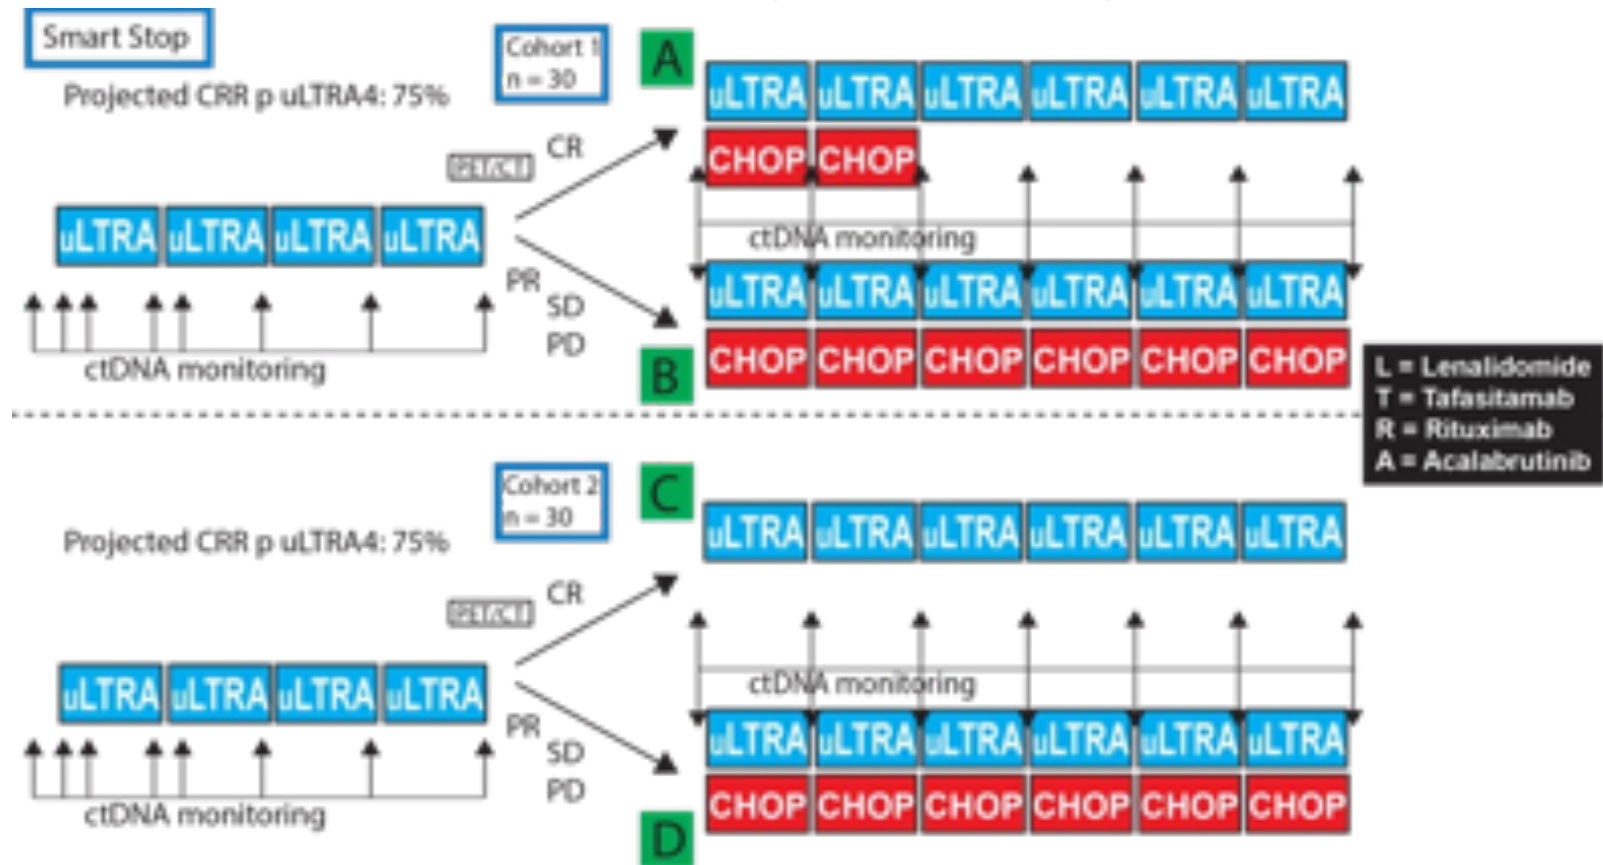 Smart Stop
Projected CRR p uLTRA4: 75%
Cohort 1
n = 30
A
uLTRA uLTRA uLTRA uLTRA uLTRA uLTRA
CHOP CHOP
PET/CT
CR
uLTRA uLTRA uLTRA uLTRA
ctDNA monitoring
PR
SD
PD
ctDNA monitoring
uLTRA uLTRA uLTRA uLTRA uLTRA uLTRA
CHOP CHOP CHOP CHOP CHOP CHOP
B
L = Lenalidomide
T = Tafasitamab
R = Rituximab
A = Acalabrutinib
Projected CRR p uLTRA4: 75%
Cohort 2
n = 30
C
uLTRA uLTRA uLTRA uLTRA uLTRA uLTRA
PET/CT
CR
uLTRA uLTRA uLTRA uLTRA
ctDNA monitoring
PR
SD
PD
ctDNA monitoring
uLTRA uLTRA uLTRA uLTRA uLTRA uLTRA
CHOP CHOP CHOP CHOP CHOP CHOP
D